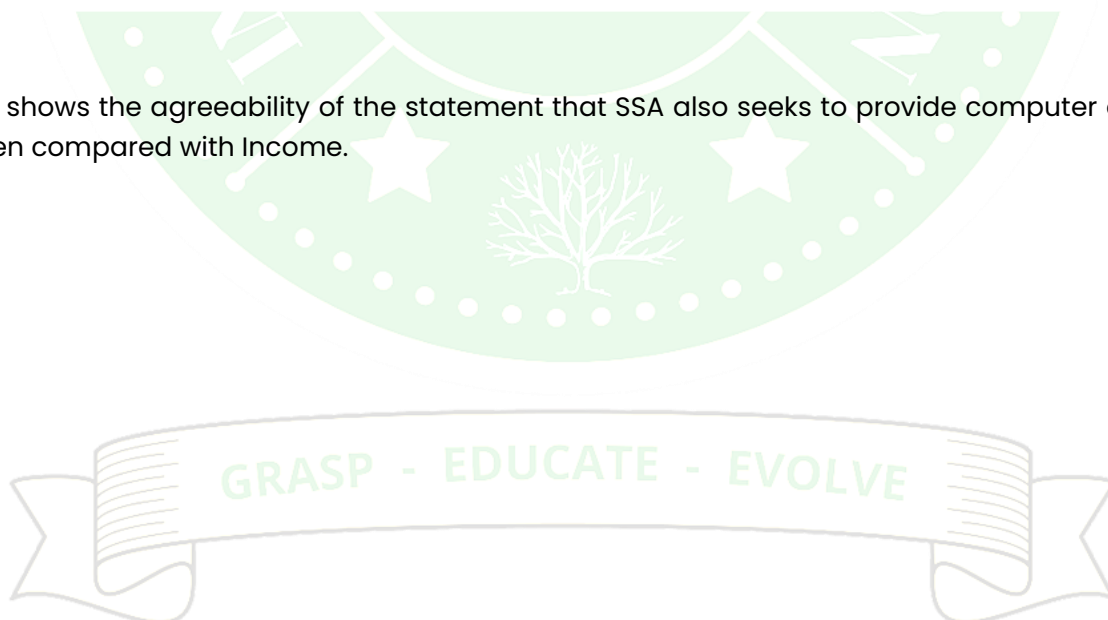 shows the agreeability of the statement that SSA also seeks to provide computer
compared with Income.
GRASP - EDUCATE - EVOLVE